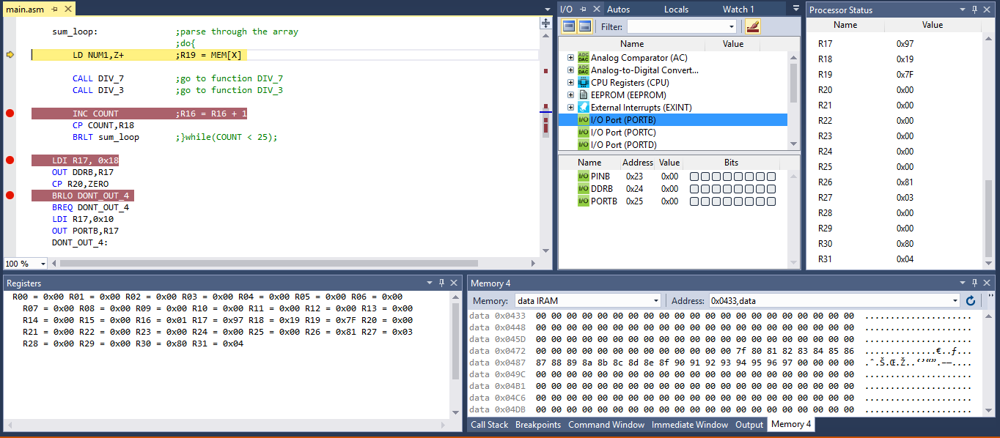 main.asm
sum_loop: ;parse through the array
;do{
LD NUM1,Z+ ;R19 = MEM[X]
CALL DIV_7 ;go to function DIV_7
CALL DIV_3 ;go to function DIV_3
INC COUNT ;R16 = R16 + 1
CP COUNT,R18
BRLT sum_loop ;}while(COUNT < 25);
LDI R17, 0x18
OUT DDRB,R17
CP R20,ZERO
BRLO DONT_OUT_4
BREQ DONT_OUT_4
LDI R17,0x10
OUT PORTB,R17
DONT_OUT_4:
100 %
I/O Autos Locals Watch 1
Filter:
Name Value
Analog Comparator (AC)
Analog-to-Digital Convert...
CPU Registers (CPU)
EEPROM (EEPROM)
External Interrupts (EXINT)
I/O I/O Port (PORTB)
I/O I/O Port (PORTC)
I/O I/O Port (PORTD)
Name Address Value Bits
I/O PINB 0x23 0x00
I/O DDRB 0x24 0x00
I/O PORTB 0x25 0x00
Processor Status
Name Value
R17 0x97
R18 0x19
R19 0x7F
R20 0x00
R21 0x00
R22 0x00
R23 0x00
R24 0x00
R25 0x00
R26 0x81
R27 0x03
R28 0x00
R29 0x00
R30 0x80
R31 0x04
Registers
R00 = 0x00 R01 = 0x00 R02 = 0x00 R03 = 0x00 R04 = 0x00 R05 = 0x00 R06 = 0x00
R07 = 0x00 R08 = 0x00 R09 = 0x00 R10 = 0x00 R11 = 0x00 R12 = 0x00 R13 = 0x00
R14 = 0x00 R15 = 0x00 R16 = 0x01 R17 = 0x97 R18 = 0x19 R19 = 0x7F R20 = 0x00
R21 = 0x00 R22 = 0x00 R23 = 0x00 R24 = 0x00 R25 = 0x00 R26 = 0x81 R27 = 0x03
R28 = 0x00 R29 = 0x00 R30 = 0x80 R31 = 0x04
Memory 4
Memory: data IRAM Address: 0x0433,data
data 0x0433 00 00 00 00 00 00 00 00 00 00 00 00 00 00 00 00 00 00 00 00 00 .....................
data 0x0448 00 00 00 00 00 00 00 00 00 00 00 00 00 00 00 00 00 00 00 00 00 .....................
data 0x045D 00 00 00 00 00 00 00 00 00 00 00 00 00 00 00 00 00 00 00 00 00 .....................
data 0x0472 00 00 00 00 00 00 00 00 00 00 00 00 00 7f 80 81 82 83 84 85 86 ..............€..ƒ...
data 0x0487 87 88 89 8a 8b 8c 8d 8e 8f 90 91 92 93 94 95 96 97 00 00 00 00 .ˆ.Š.Œ.Ž..‘’“”.–—....
data 0x049C 00 00 00 00 00 00 00 00 00 00 00 00 00 00 00 00 00 00 00 00 00 .....................
data 0x04B1 00 00 00 00 00 00 00 00 00 00 00 00 00 00 00 00 00 00 00 00 00 .....................
data 0x04C6 00 00 00 00 00 00 00 00 00 00 00 00 00 00 00 00 00 00 00 00 00 .....................
data 0x04DB 00 00 00 00 00 00 00 00 00 00 00 00 00 00 00 00 00 00 00 00 00 .....................
Call Stack Breakpoints Command Window Immediate Window Output Memory 4